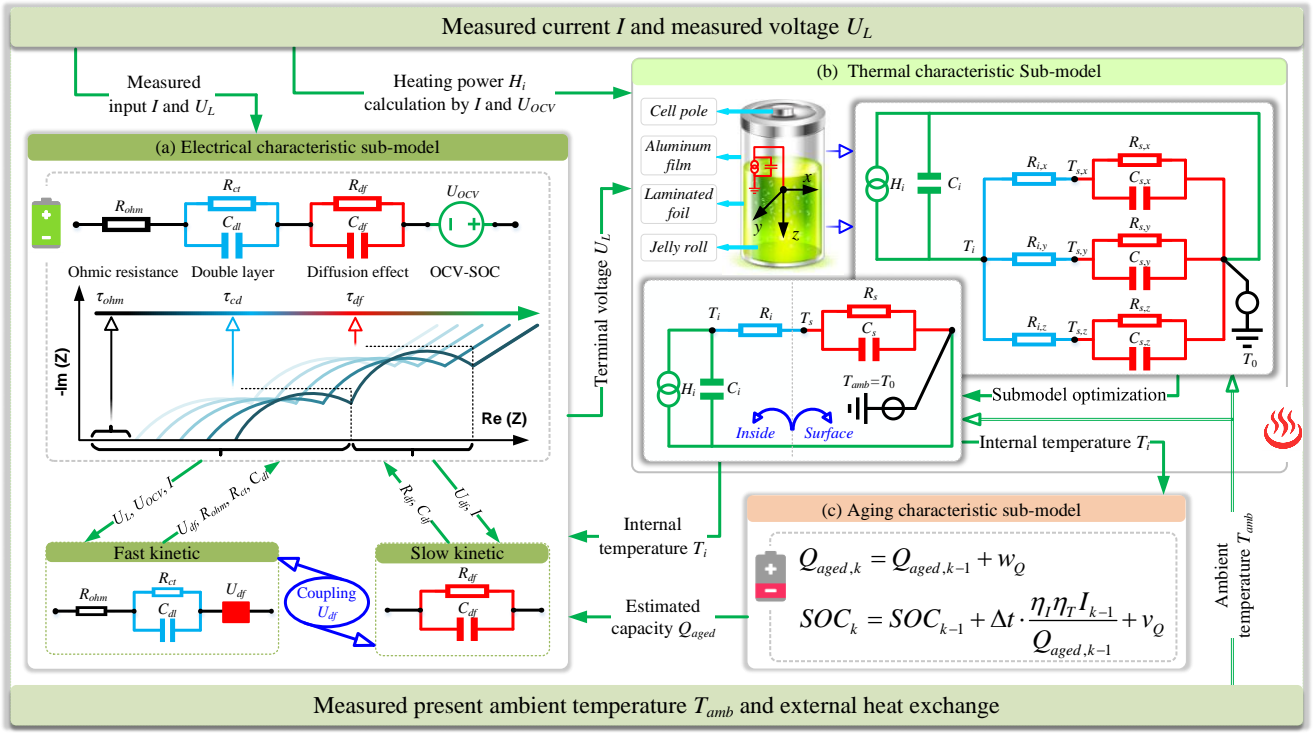 Measured current I and measured voltage U_L
Measured
input I and U_L
Heating power H_i
calculation by I and U_OCV
(a) Electrical characteristic sub-model
R_ohm
R_ct
C_dl
R_df
C_df
U_OCV
Ohmic resistance
Double layer
Diffusion effect
OCV-SOC
-Im (Z)
τ_ohm
τ_cd
τ_df
Re (Z)
U_L, U_OCV, I
U_df, R_ohm, R_ct, C_dl
R_df, C_df
U_df, I
Fast kinetic
R_ohm
R_ct
C_dl
U_df
Coupling
U_df
Slow kinetic
R_df
C_df
Terminal voltage U_L
(b) Thermal characteristic Sub-model
Cell pole
Aluminum
film
Laminated
foil
Jelly roll
x
y
z
H_i
C_i
T_i
R_i,x
T_s,x
R_s,x
C_s,x
R_i,y
T_s,y
R_s,y
C_s,y
R_i,z
T_s,z
R_s,z
C_s,z
T_0
T_i
R_i
T_s
R_s
C_s
H_i
C_i
T_amb=T_0
Inside
Surface
Submodel optimization
Internal temperature T_i
Internal
temperature T_i
Estimated
capacity Q_aged
(c) Aging characteristic sub-model
Q_aged,k = Q_aged,k-1 + w_Q
SOC_k = SOC_k-1 + Δt · η_I η_T I_k-1 / Q_aged,k-1 + v_Q
Ambient
temperature T_amb
Measured present ambient temperature T_amb and external heat exchange